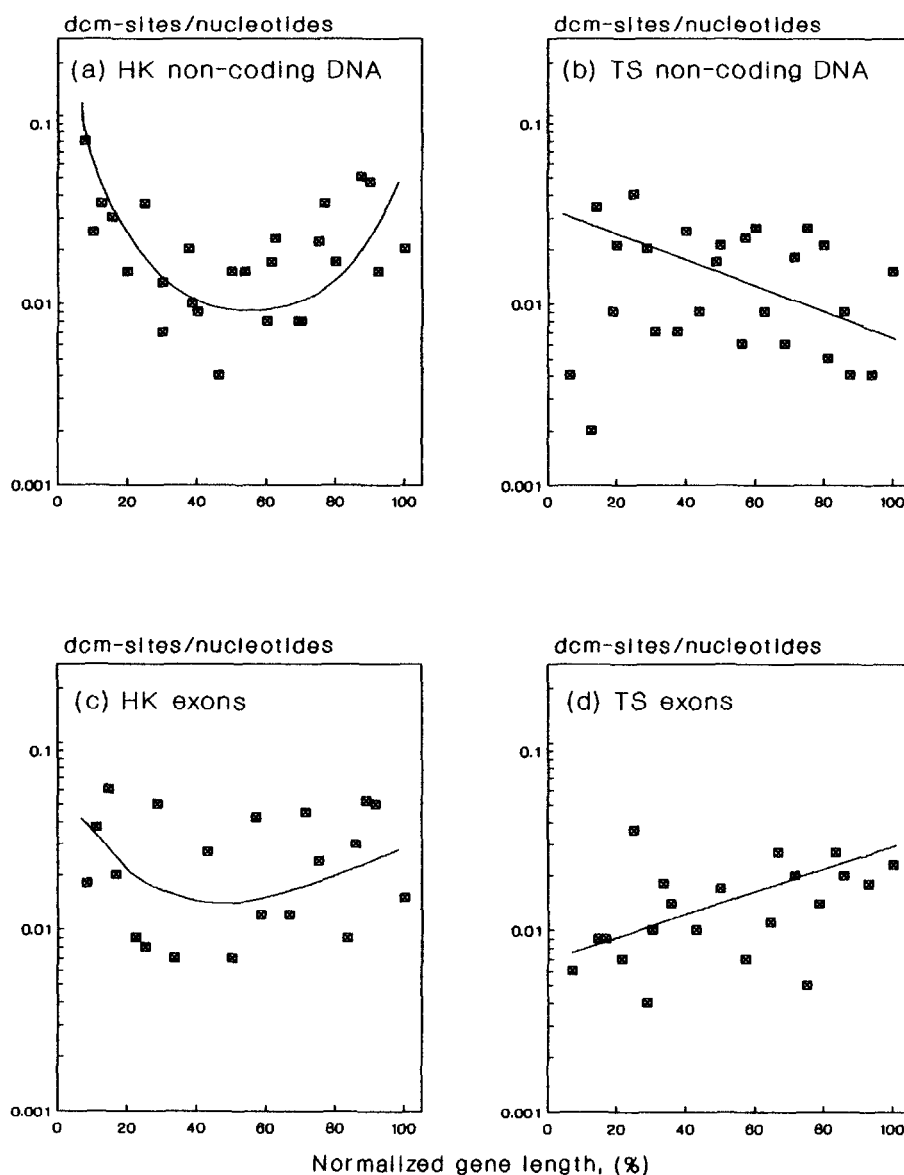 dcm-sites/nucleotides
(a) HK non-coding DNA
0.1
0.01
0.001
0 20 40 60 80 100
dcm-sites/nucleotides
(b) TS non-coding DNA
0.1
0.01
0.001
0 20 40 60 80 100
dcm-sites/nucleotides
(c) HK exons
0.1
0.01
0.001
0 20 40 60 80 100
dcm-sites/nucleotides
(d) TS exons
0.1
0.01
0.001
0 20 40 60 80 100
Normalized gene length, (%)